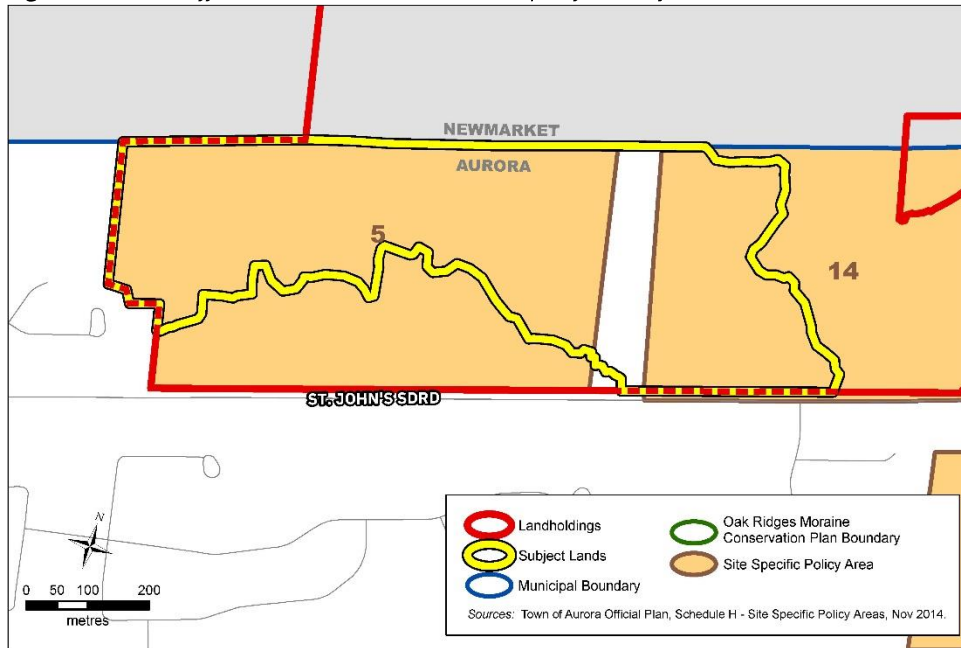 NEWMARKET
AURORA
5
14
ST. JOHN'S SDRD
N
0 50 100 200
metres
Landholdings
Subject Lands
Municipal Boundary
Oak Ridges Moraine
Conservation Plan Boundary
Site Specific Policy Area
Sources: Town of Aurora Official Plan, Schedule H - Site Specific Policy Areas, Nov 2014.